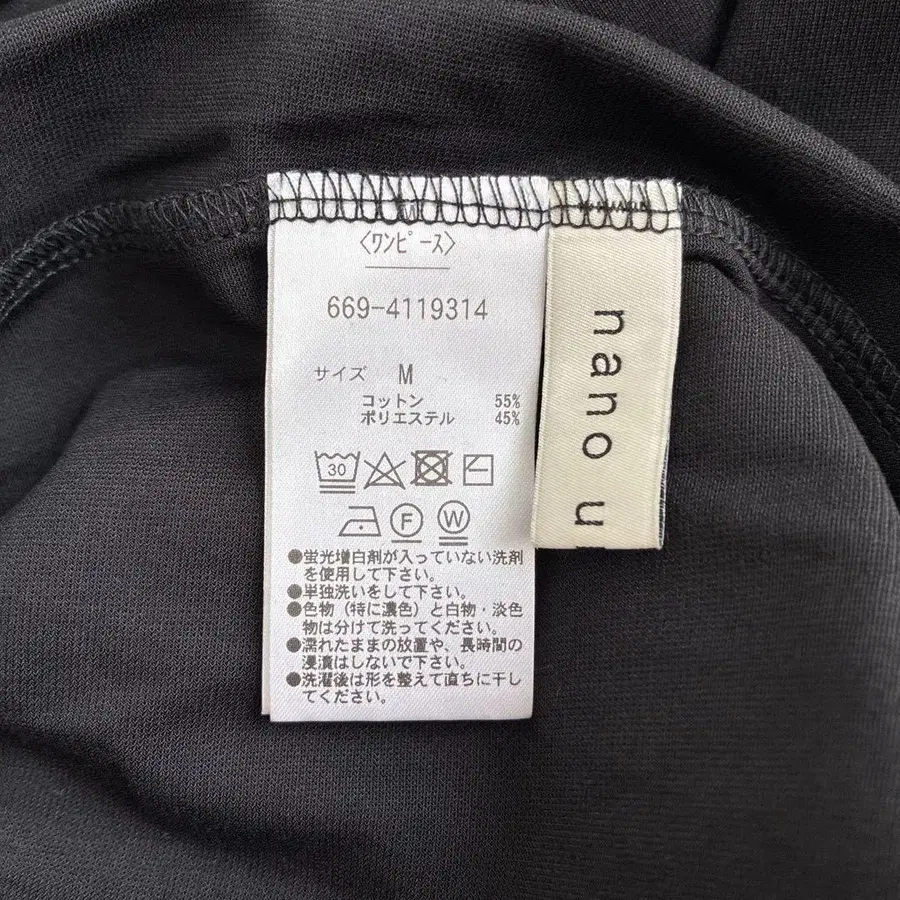 〈ワンピース〉
669-4119314
サイズ M
コットン 55%
ポリエステル 45%
30
F W
●蛍光増白剤が入っていない洗剤
を使用して下さい。
●単独洗いをして下さい。
●色物（特に濃色）と白物・淡色
物は分けて洗ってください。
●濡れたままの放置や、長時間の
浸漬はしないで下さい。
●洗濯後は形を整えて直ちに干し
てください。
nano u